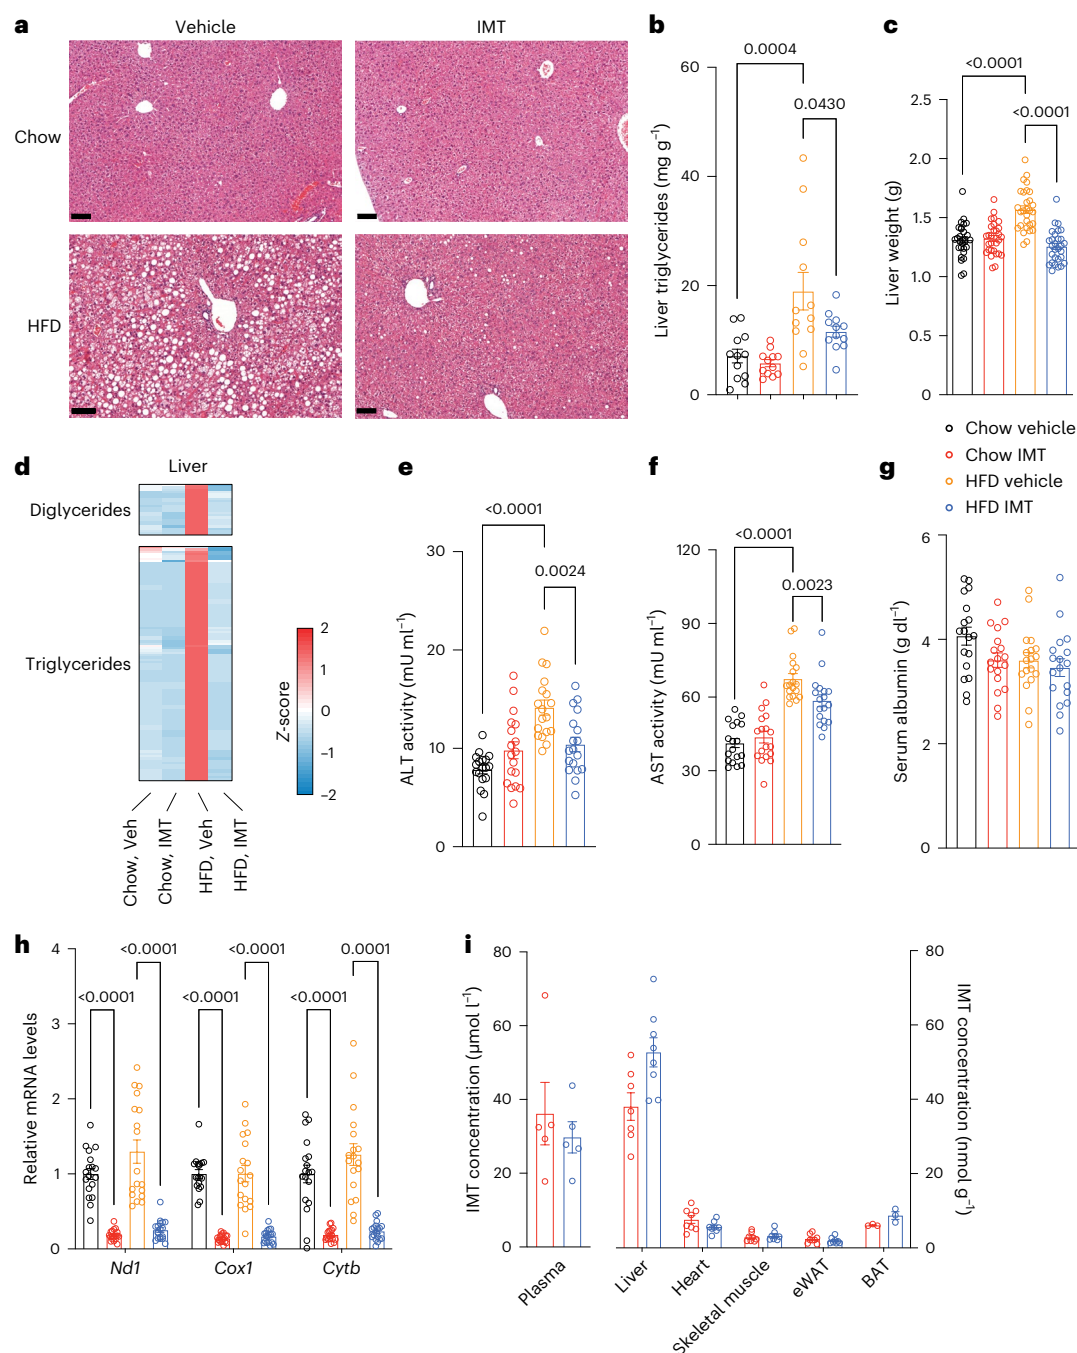 a
Vehicle
IMT
Chow
HFD
b
0.0004
0.0430
60
40
20
0
Liver triglycerides (mg g⁻¹)
c
<0.0001
<0.0001
2.5
2.0
1.5
1.0
0.5
0
Liver weight (g)
Chow vehicle
Chow IMT
HFD vehicle
HFD IMT
d
Liver
Diglycerides
Triglycerides
2
1
0
−1
−2
Z-score
Chow, Veh
Chow, IMT
HFD, Veh
HFD, IMT
e
<0.0001
0.0024
30
20
10
0
ALT activity (mU ml⁻¹)
f
<0.0001
0.0023
120
90
60
30
0
AST activity (mU ml⁻¹)
g
6
4
2
0
Serum albumin (g dl⁻¹)
h
<0.0001
0.0001
<0.0001
<0.0001
<0.0001
<0.0001
4
3
2
1
0
Relative mRNA levels
Nd1
Cox1
Cytb
i
80
60
40
20
0
IMT concentration (µmol l⁻¹)
80
60
40
20
0
IMT concentration (nmol g⁻¹)
Plasma
Liver
Heart
Skeletal muscle
eWAT
BAT